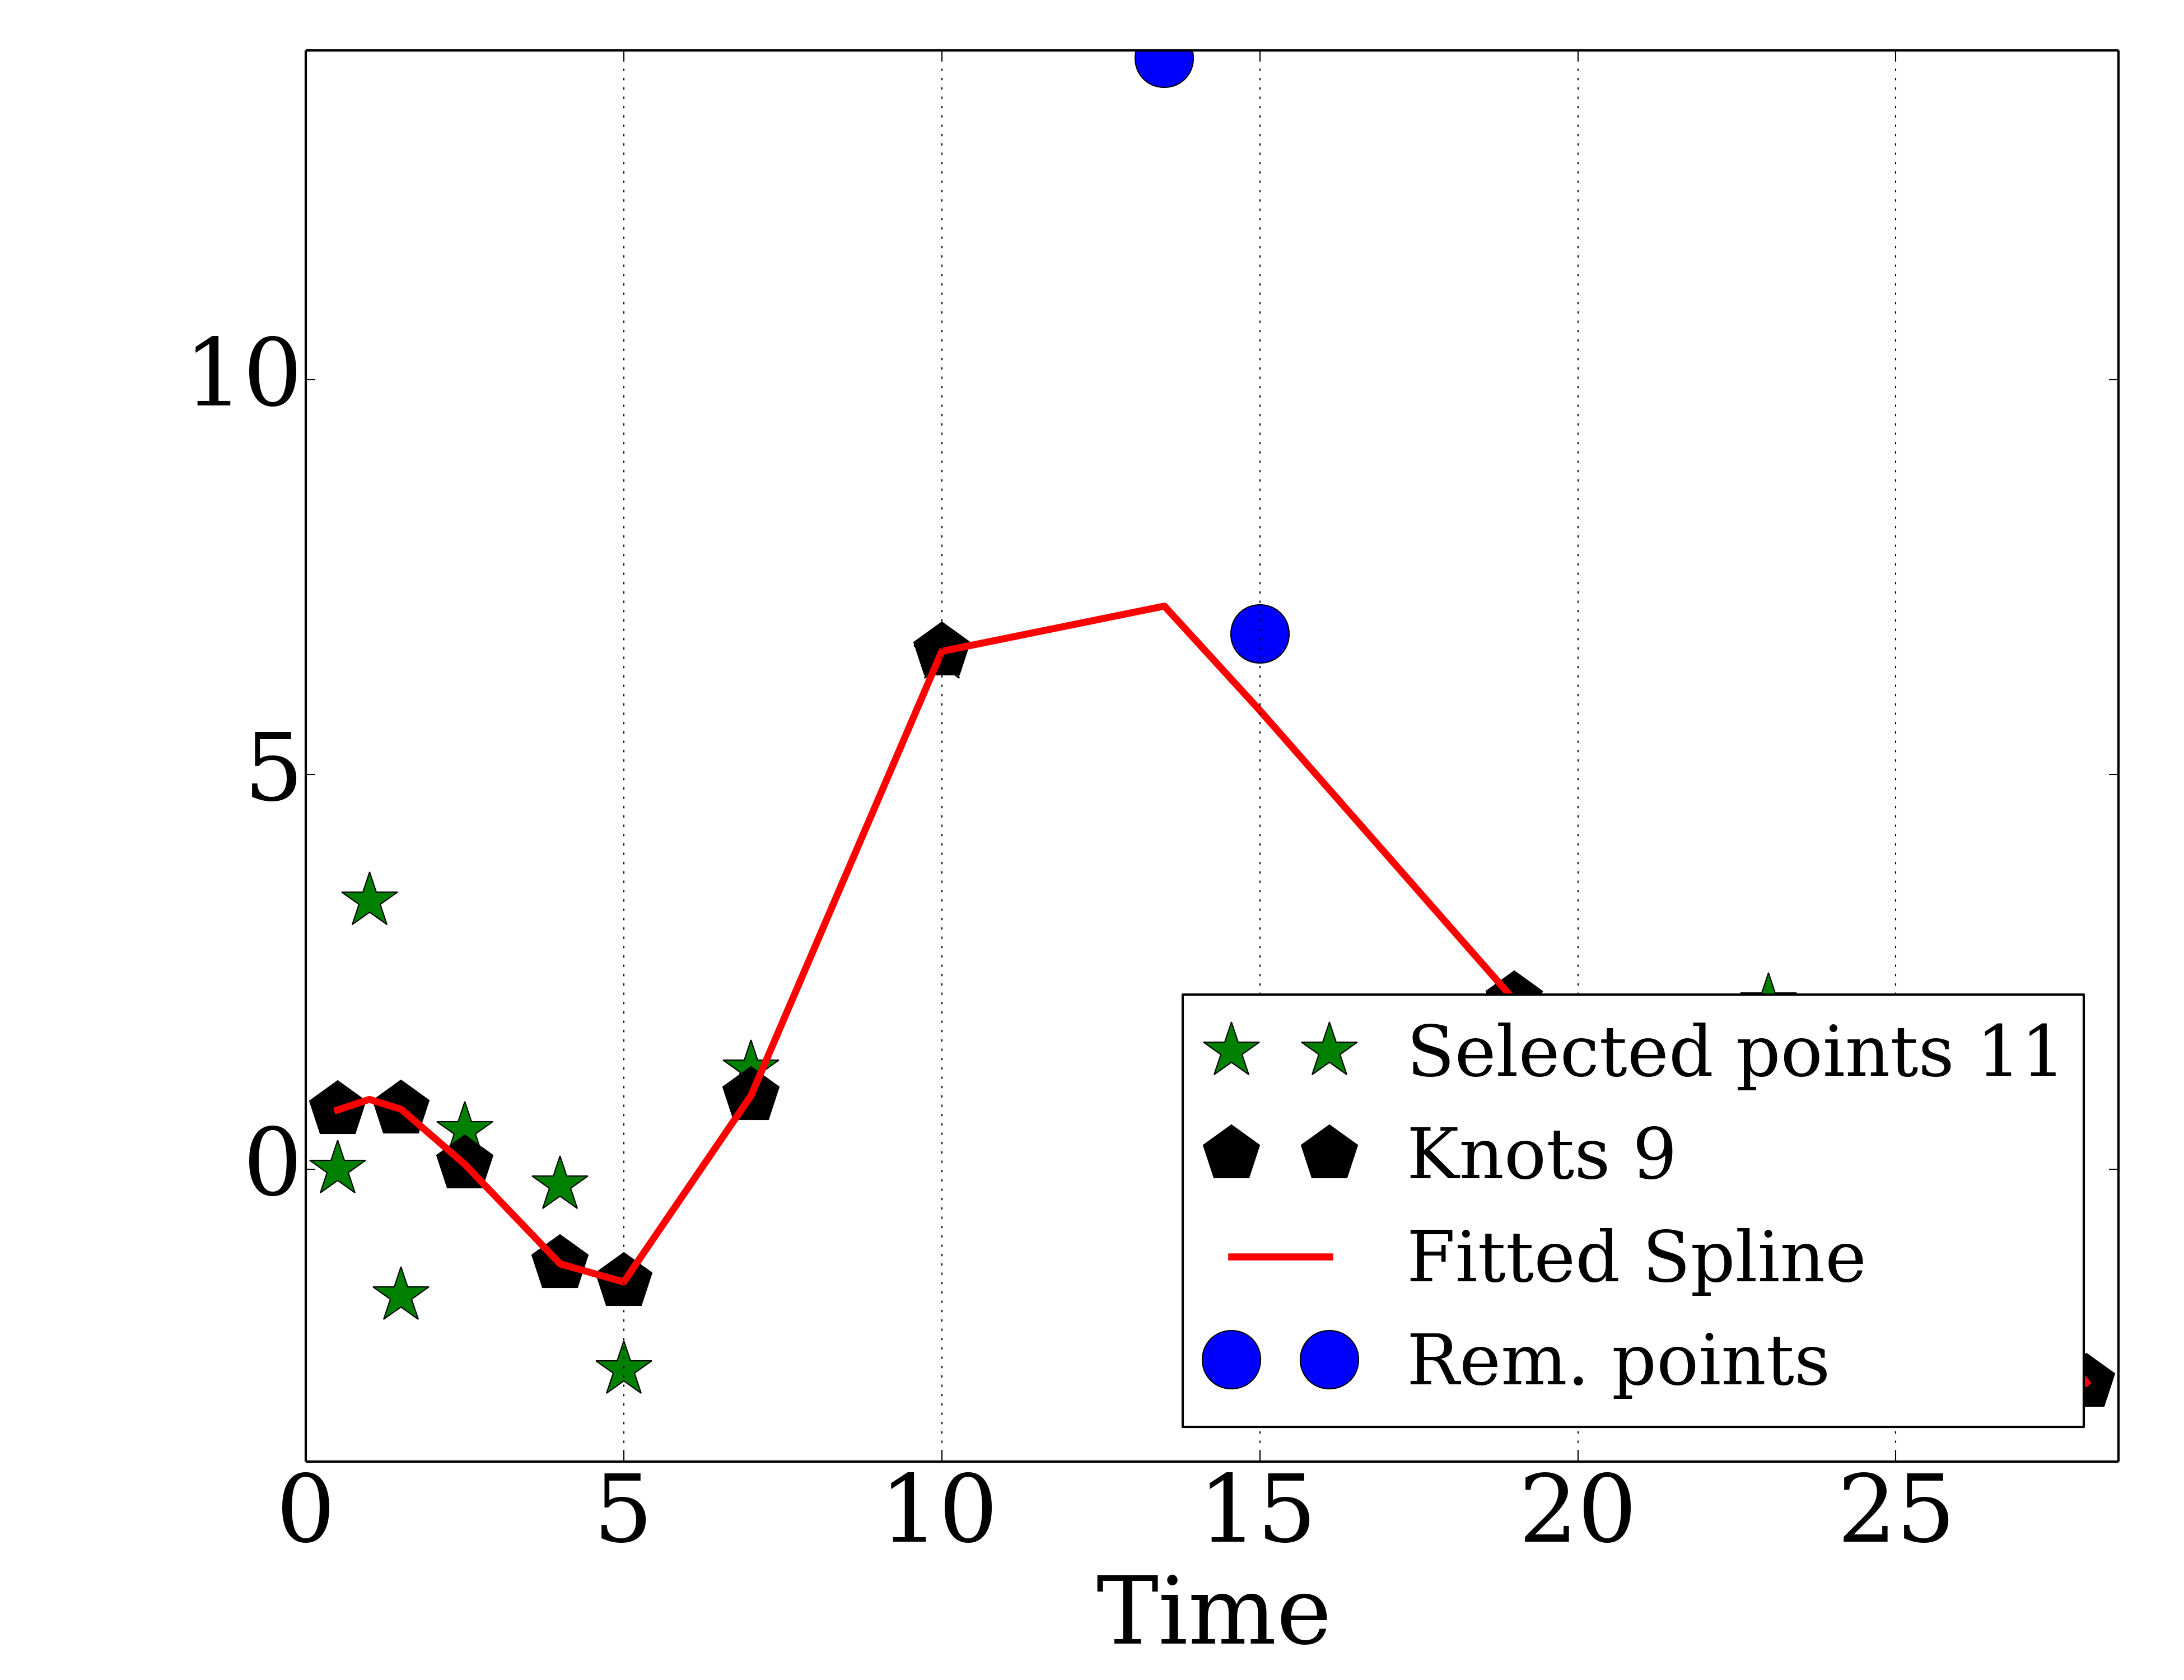 10
5
0
Selected points 11
Knots 9
Fitted Spline
Rem. points
0 5 10 15 20 25
Time